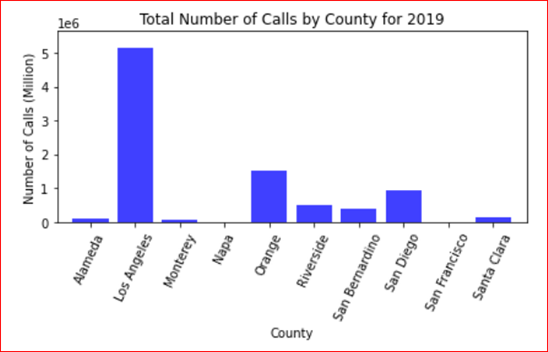 Total Number of Calls by County for 2019
1e6
Number of Calls (Million)
5
4
3
2
1
0
Alameda
Los Angeles
Monterey
Napa
Orange
Riverside
San Bernardino
San Diego
San Francisco
Santa Clara
County